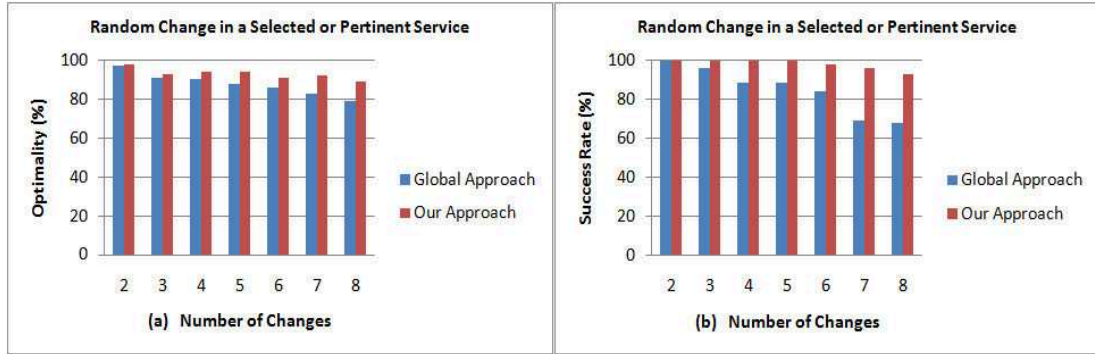 Random Change in a Selected or Pertinent Service
Optimality (%)
100
80
60
40
20
0
2 3 4 5 6 7 8
(a) Number of Changes
Global Approach
Our Approach
Random Change in a Selected or Pertinent Service
Success Rate (%)
100
80
60
40
20
0
2 3 4 5 6 7 8
(b) Number of Changes
Global Approach
Our Approach